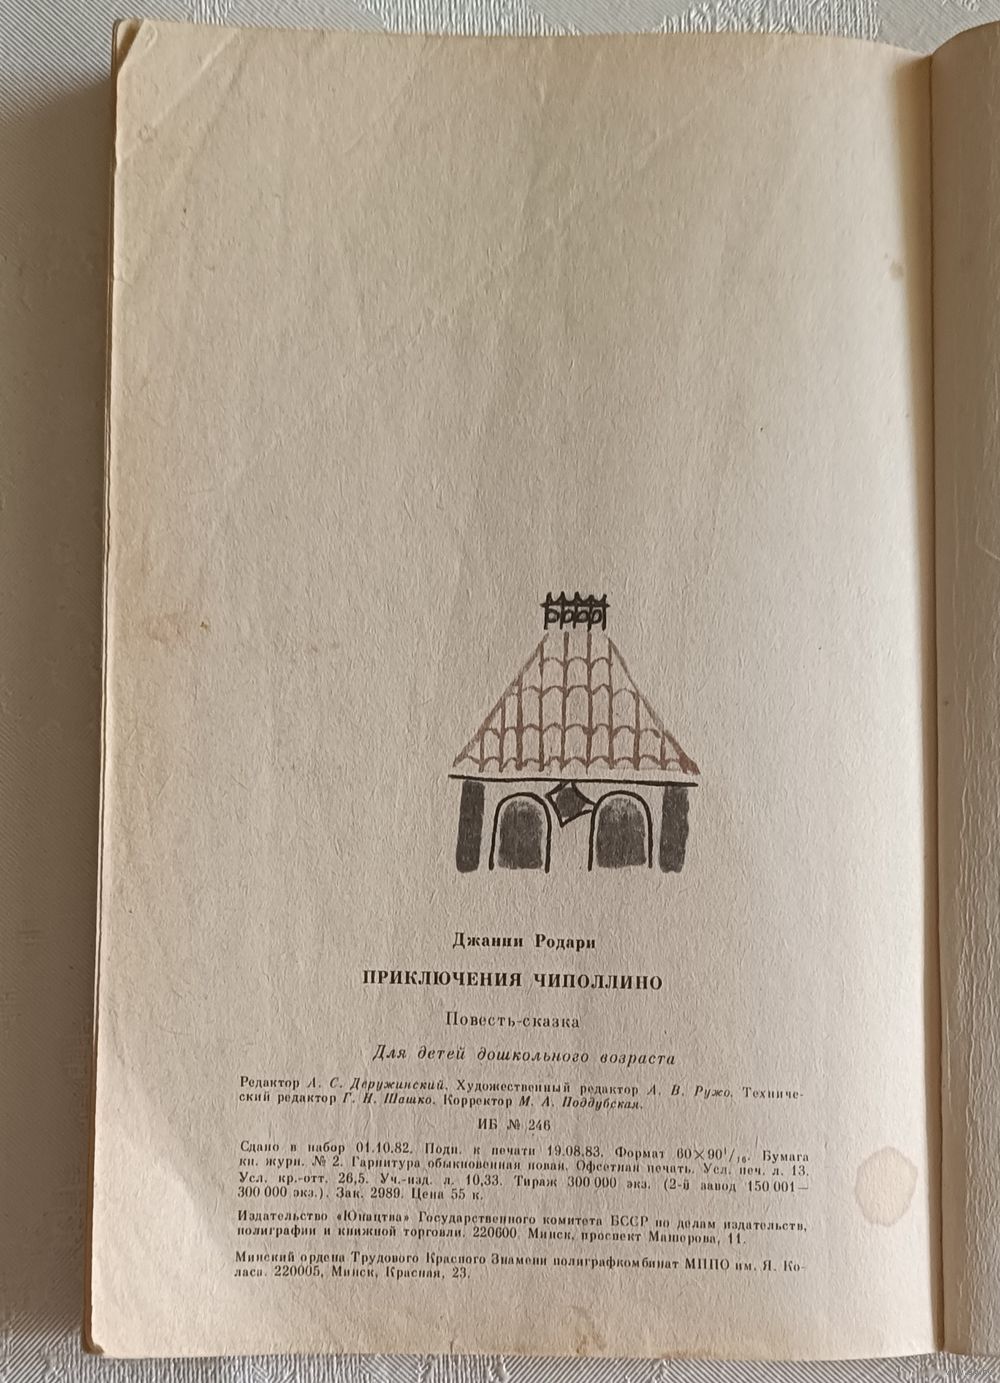 Джанни Родари
ПРИКЛЮЧЕНИЯ ЧИПОЛЛИНО
Повесть-сказка
Для детей дошкольного возраста
Редактор А. С. Деружинский. Художественный редактор А. В. Ружо. Техниче-
ский редактор Г. Н. Шашко. Корректор М. А. Поддубская.
ИБ № 246
Сдано в набор 01.10.82. Подп. к печати 19.08.83. Формат 60×90¹/₁₆. Бумага
кн. журн. № 2. Гарнитура обыкновенная новая. Офсетная печать. Усл. печ. л. 13.
Усл. кр.-отт. 26,5. Уч.-изд. л. 10,33. Тираж 300 000 экз. (2-й завод 150 001—
300 000 экз.). Зак. 2989. Цена 55 к.
Издательство «Юнацтва» Государственного комитета БССР по делам издательств,
полиграфии и книжной торговли. 220600. Минск, проспект Машерова, 11.
Минский ордена Трудового Красного Знамени полиграфкомбинат МППО им. Я. Ко-
ласа. 220005, Минск, Красная, 23.